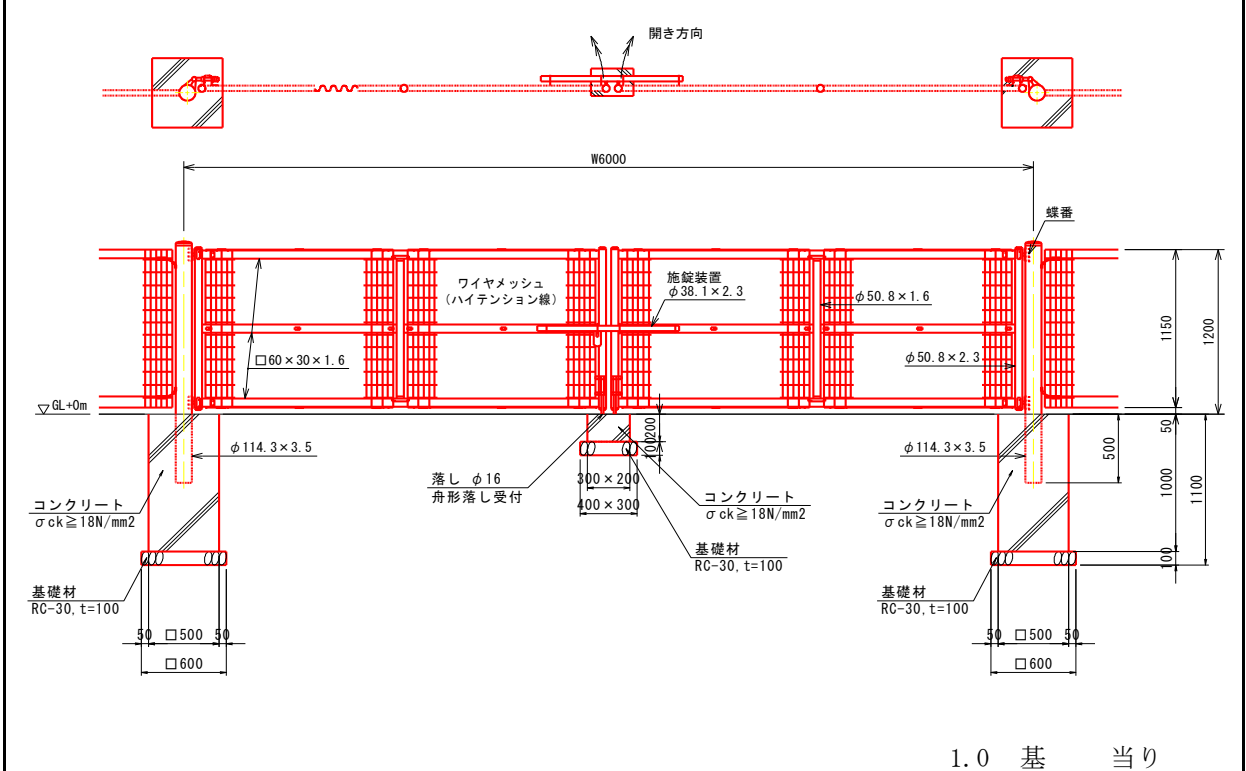 開き方向
W6000
蝶番
ワイヤメッシュ
(ハイテンション線)
施錠装置
φ38.1×2.3
φ50.8×1.6
□60×30×1.6
φ50.8×2.3
1150
1200
▽GL+0m
50
200
100
500
φ114.3×3.5
φ114.3×3.5
1000
1100
落し φ16
舟形落し受付
300×200
400×300
コンクリート
σck≧18N/mm2
コンクリート
σck≧18N/mm2
コンクリート
σck≧18N/mm2
基礎材
RC-30,t=100
100
基礎材
RC-30,t=100
基礎材
RC-30,t=100
50 □500 50
50 □500 50
□600
□600
1.0 基 当り